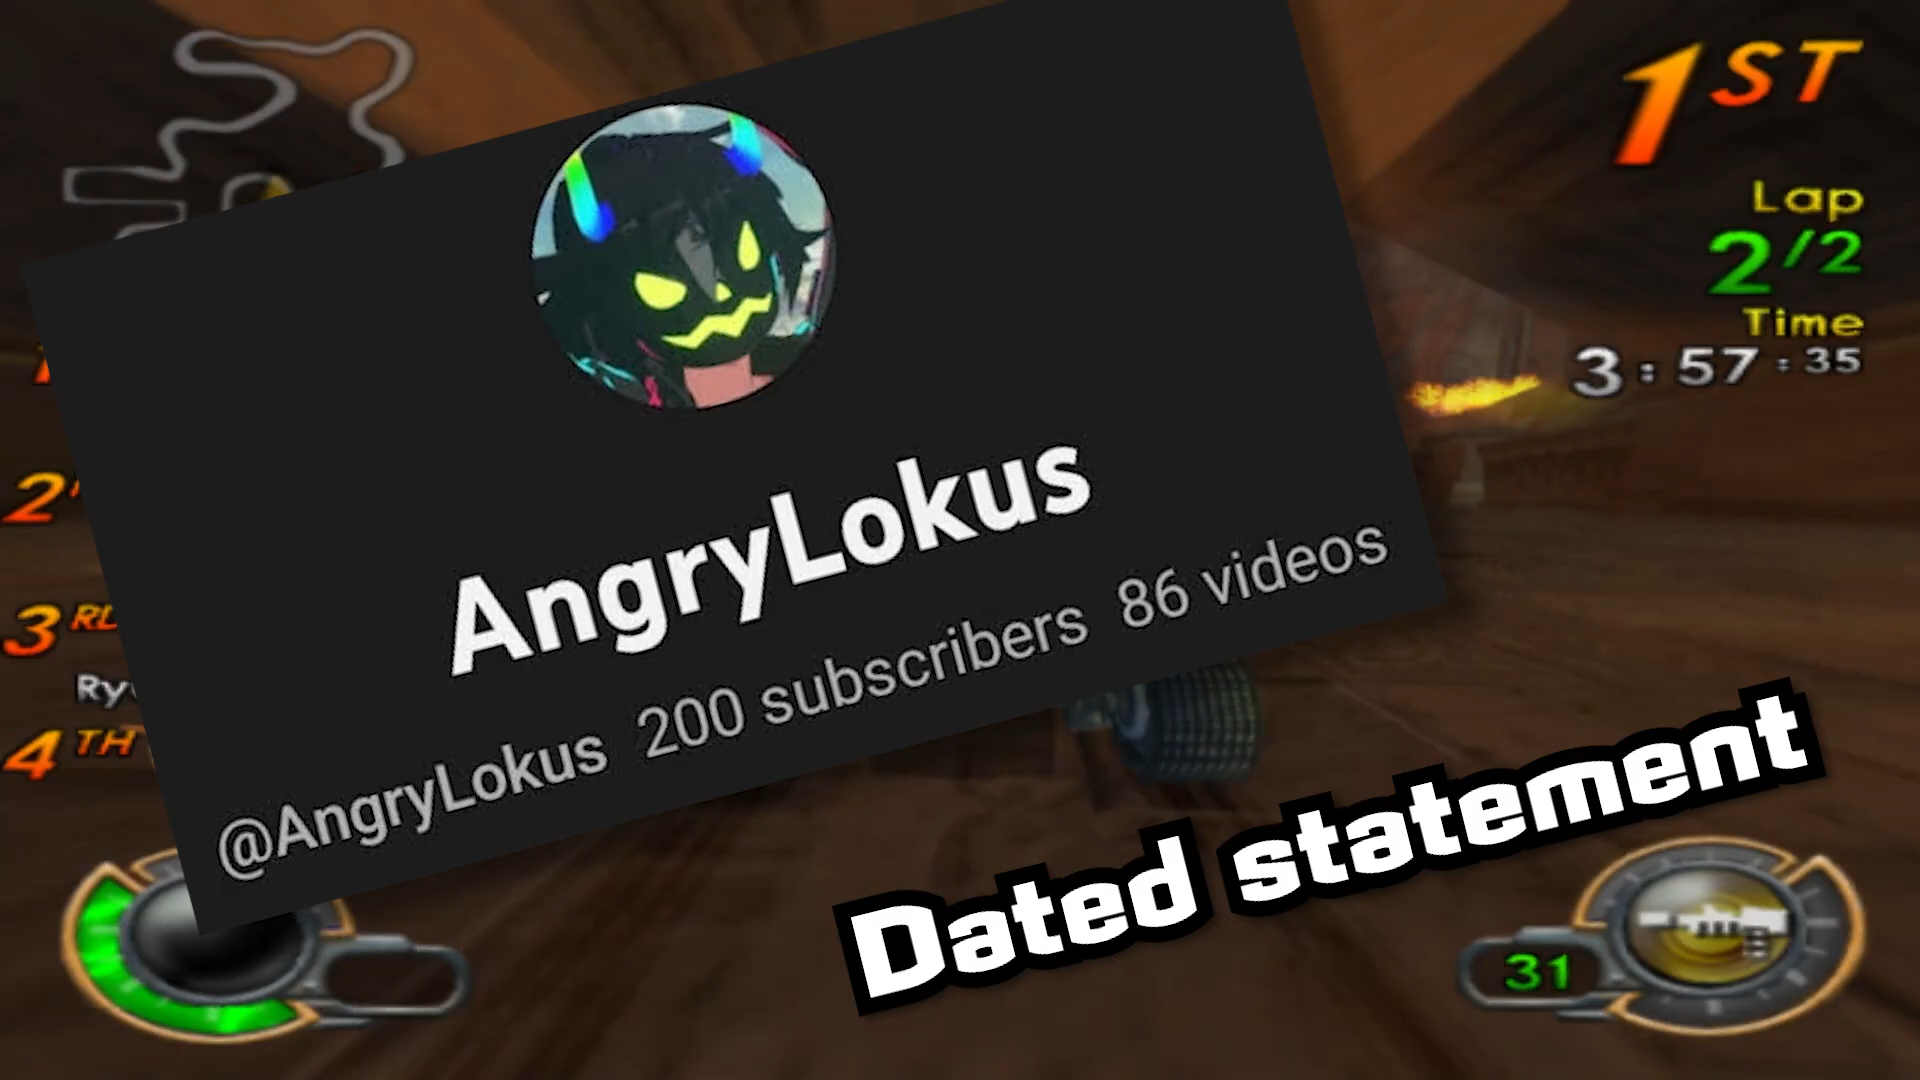 1ST
Lap
2/2
Time
3:57:35
AngryLokus
@AngryLokus 200 subscribers 86 videos
2
3RD
4TH
Dated statement
31